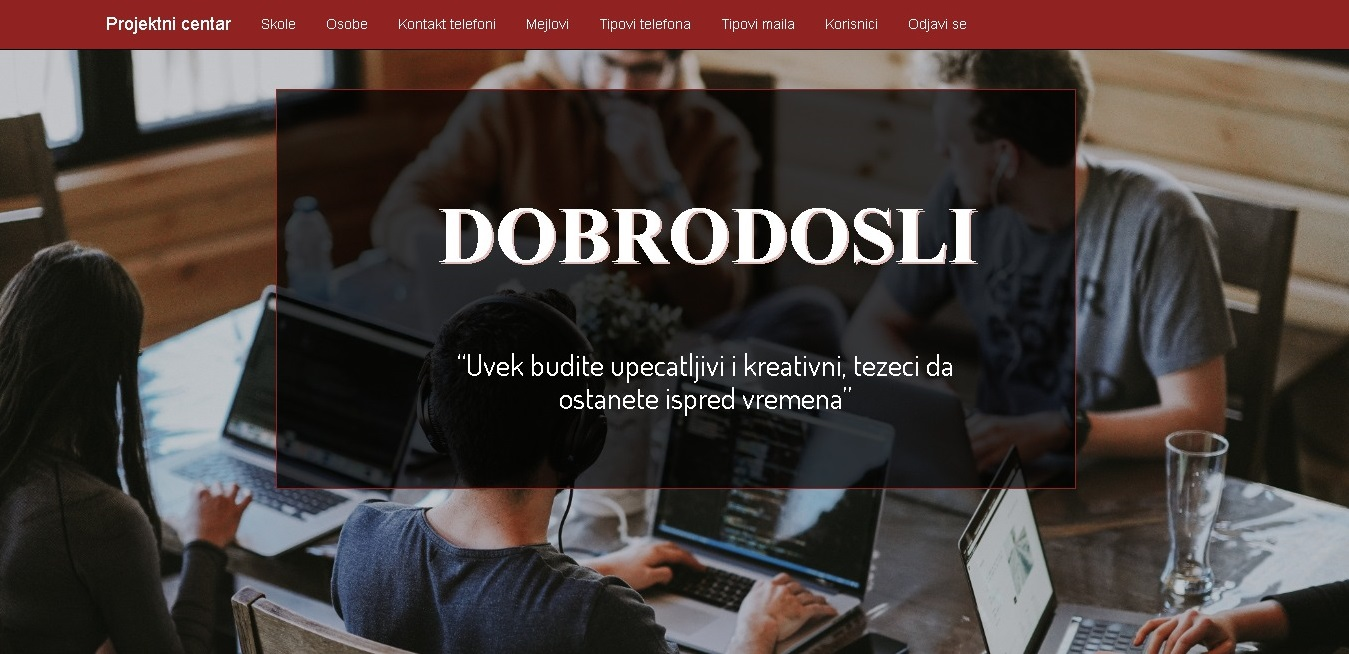 Projektni centar Skole Osobe Kontakt telefoni Mejlovi Tipovi telefona Tipovi maila Korisnici Odjavi se
DOBRODOSLI
“Uvek budite upecatljivi i kreativni, tezeci da
ostanete ispred vremena”